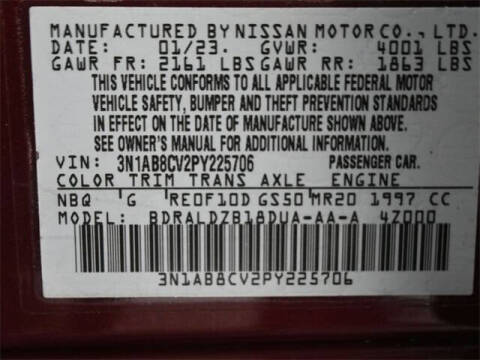 MANUFACTURED BY NISSAN MOTOR CO., LTD.
DATE: 01/23. GVWR: 4001 LBS
GAWR FR: 2161 LBS GAWR RR: 1863 LBS
THIS VEHICLE CONFORMS TO ALL APPLICABLE FEDERAL MOTOR
VEHICLE SAFETY, BUMPER AND THEFT PREVENTION STANDARDS
IN EFFECT ON THE DATE OF MANUFACTURE SHOWN ABOVE.
SEE OWNER'S MANUAL FOR ADDITIONAL INFORMATION.
VIN: 3N1AB8CV2PY225706 PASSENGER CAR.
COLOR TRIM TRANS AXLE ENGINE
NBQ G RE0F10D GS50 MR20 1997 CC
MODEL BDRALDZB18DUA-AA-A 4Z000
3N1AB8CV2PY225706